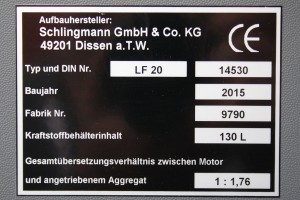 Aufbauhersteller:
Schlingmann GmbH & Co. KG
49201 Dissen a.T.W.
CE
Typ und DIN Nr. LF 20 14530
Baujahr 2015
Fabrik Nr. 9790
Kraftstoffbehälterinhalt 130 L
Gesamtübersetzungsverhältnis zwischen Motor
und angetriebenem Aggregat 1 : 1,76